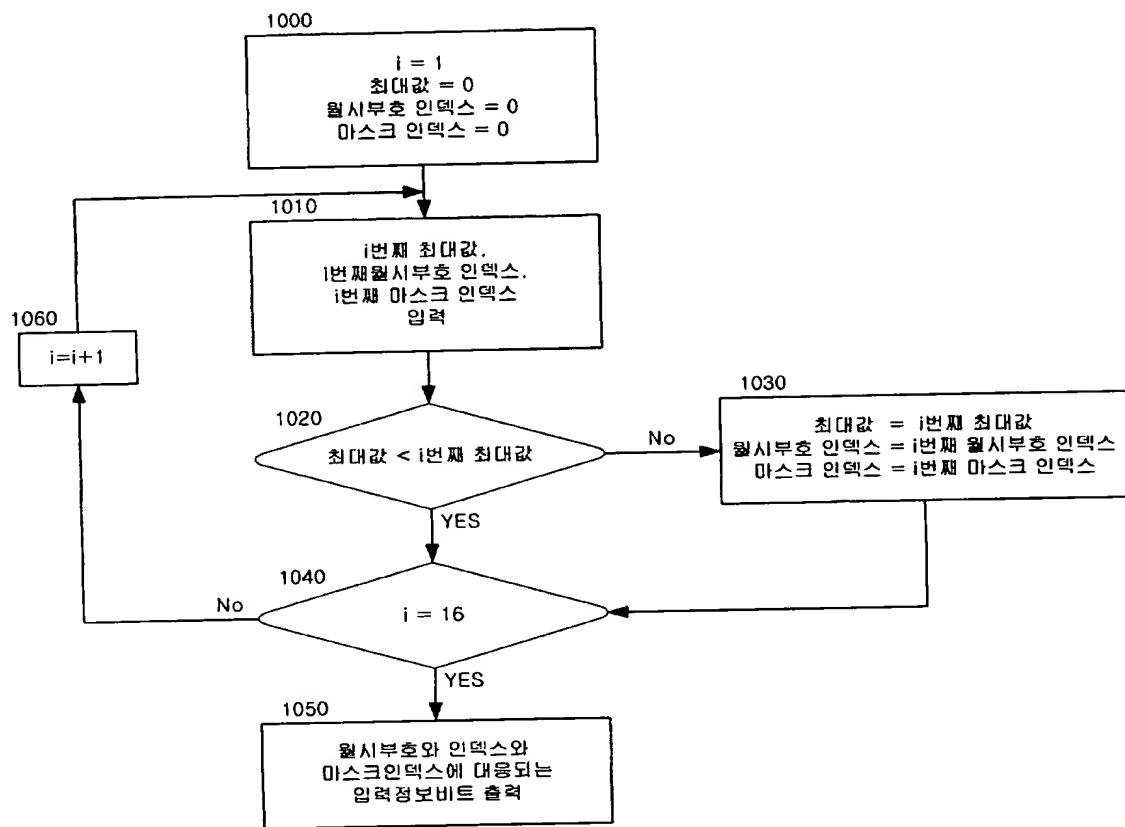 1000
i = 1
최대값 = 0
월시부호 인덱스 = 0
마스크 인덱스 = 0
1010
i번째 최대값,
i번째월시부호 인덱스,
i번째 마스크 인덱스
입력
1060
i=i+1
1020
최대값 < i번째 최대값
No
1030
최대값 = i번째 최대값
월시부호 인덱스 = i번째 월시부호 인덱스
마스크 인덱스 = i번째 마스크 인덱스
YES
1040
No
i = 16
YES
1050
월시부호와 인덱스와
마스크인덱스에 대응되는
입력정보비트 출력